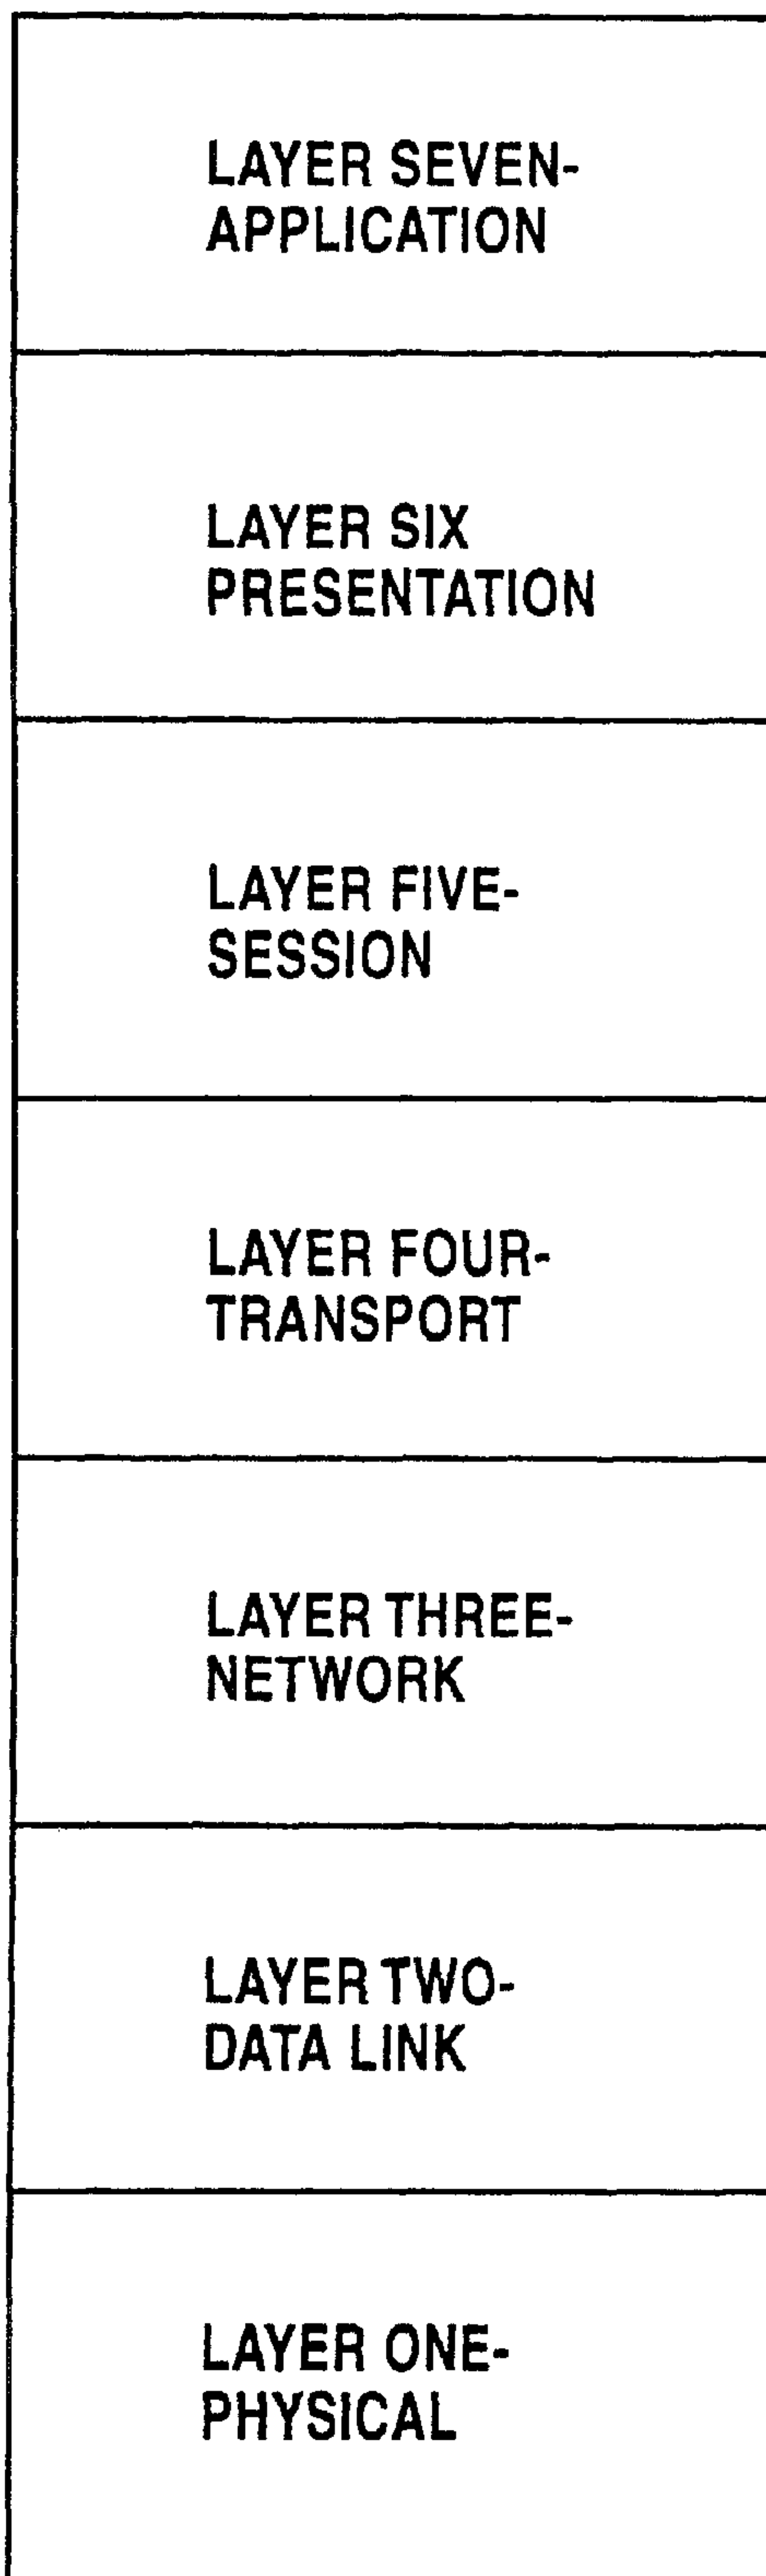 LAYER SEVEN-
APPLICATION
LAYER SIX
PRESENTATION
LAYER FIVE-
SESSION
LAYER FOUR-
TRANSPORT
LAYER THREE-
NETWORK
LAYER TWO-
DATA LINK
LAYER ONE-
PHYSICAL